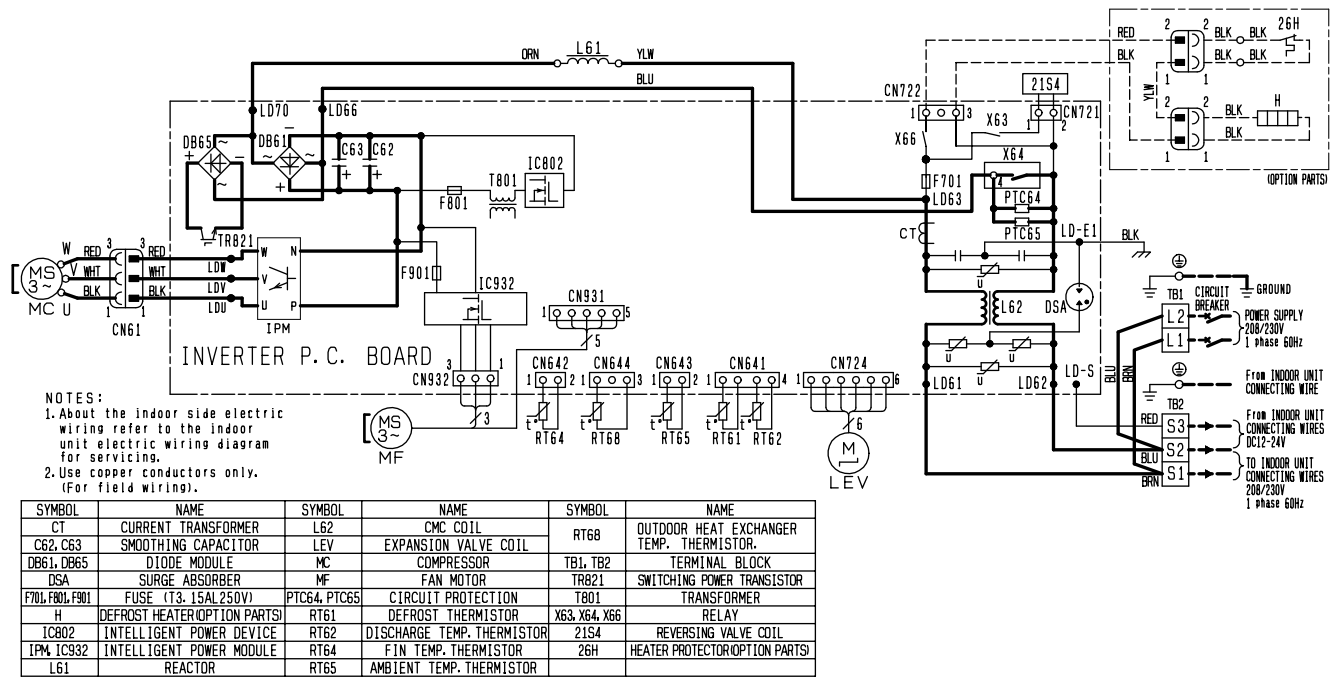 L61
ORN
YLW
BLU
LD70
LD66
DB65
DB61
C63
C62
IC802
T801
F801
TR821
W
RED
RED
LDW
V
WHT
WHT
LDV
U
BLK
BLK
LDU
MS
3~
MC
CN61
3
3
1
1
W
N
V
U
P
IPM
F901
IC932
INVERTER P.C. BOARD
3
1
CN932
3
MS
3~
MF
CN931
1
5
5
CN642
1
2
t°
RT64
CN644
1
3
t°
RT68
CN643
1
2
t°
RT65
CN641
1
4
t°
t°
RT61
RT62
CN724
1
6
6
M
LEV
CN722
1
3
21S4
CN721
1
2
X63
X66
X64
4
F701
LD63
PTC64
PTC65
CT
LD-E1
BLK
U
L62
DSA
U
U
U
LD61
LD62
LD-S
RED
BLK
2
2
BLK
BLK
26H
1
1
BLK
BLK
YLW
2
2
BLK
H
1
1
BLK
(OPTION PARTS)
GROUND
TB1
CIRCUIT
BREAKER
L2
L1
POWER SUPPLY
208/230V
1 phase 60Hz
BLU
BRN
From INDOOR UNIT
CONNECTING WIRE
TB2
RED
S3
From INDOOR UNIT
CONNECTING WIRES
DC12-24V
BLU
S2
BRN
S1
TO INDOOR UNIT
CONNECTING WIRES
208/230V
1 phase 60Hz
NOTES:
1. About the indoor side electric
wiring refer to the indoor
unit electric wiring diagram
for servicing.
2. Use copper conductors only.
(For field wiring).
SYMBOL NAME SYMBOL NAME SYMBOL NAME
CT CURRENT TRANSFORMER L62 CMC COIL RT68 OUTDOOR HEAT EXCHANGER
TEMP. THERMISTOR.
C62, C63 SMOOTHING CAPACITOR LEV EXPANSION VALVE COIL
DB61, DB65 DIODE MODULE MC COMPRESSOR TB1, TB2 TERMINAL BLOCK
DSA SURGE ABSORBER MF FAN MOTOR TR821 SWITCHING POWER TRANSISTOR
F701, F801, F901 FUSE (T3. 15AL250V) PTC64, PTC65 CIRCUIT PROTECTION T801 TRANSFORMER
H DEFROST HEATER(OPTION PARTS) RT61 DEFROST THERMISTOR X63, X64, X66 RELAY
IC802 INTELLIGENT POWER DEVICE RT62 DISCHARGE TEMP. THERMISTOR 21S4 REVERSING VALVE COIL
IPM, IC932 INTELLIGENT POWER MODULE RT64 FIN TEMP. THERMISTOR 26H HEATER PROTECTOR(OPTION PARTS)
L61 REACTOR RT65 AMBIENT TEMP. THERMISTOR